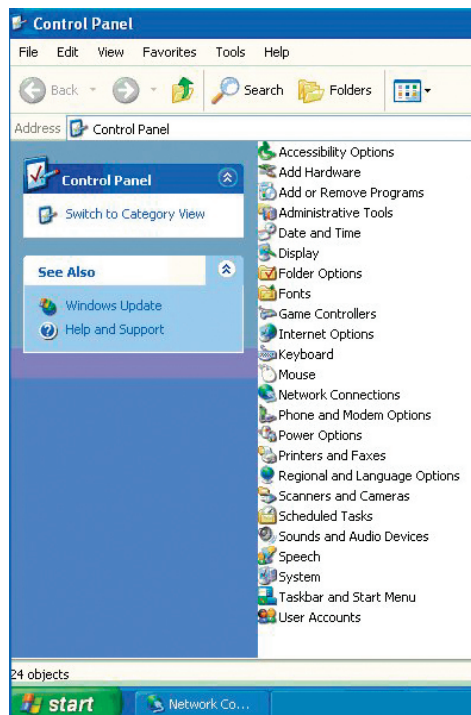 Control Panel
File Edit View Favorites Tools Help
Back Search Folders
Address Control Panel
Control Panel
Switch to Category View
See Also
Windows Update
Help and Support
Accessibility Options
Add Hardware
Add or Remove Programs
Administrative Tools
Date and Time
Display
Folder Options
Fonts
Game Controllers
Internet Options
Keyboard
Mouse
Network Connections
Phone and Modem Options
Power Options
Printers and Faxes
Regional and Language Options
Scanners and Cameras
Scheduled Tasks
Sounds and Audio Devices
Speech
System
Taskbar and Start Menu
User Accounts
24 objects
start Network Co...